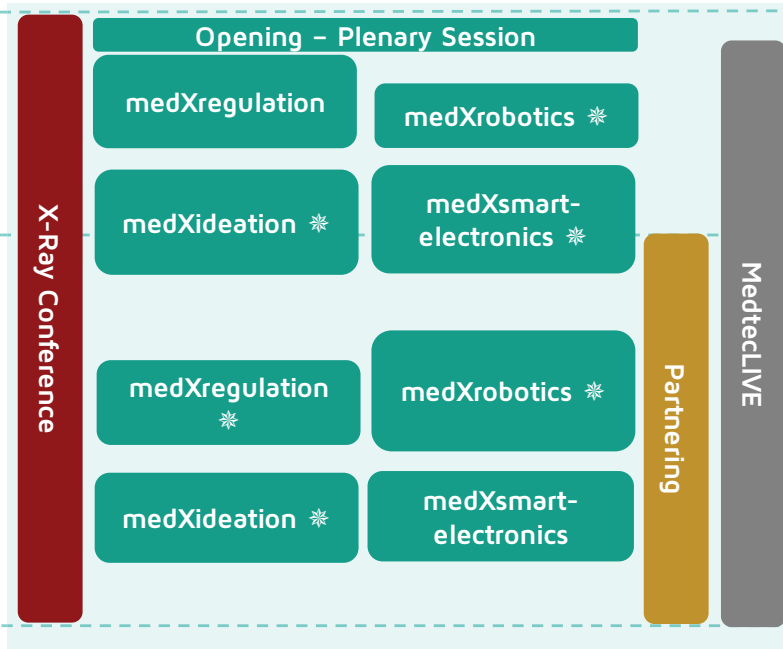 Opening – Plenary Session
medXregulation
medXrobotics ✵
medXideation ✵
medXsmart-
electronics ✵
medXregulation
✵
medXrobotics ✵
medXideation ✵
medXsmart-
electronics
X-Ray Conference
Partnering
MedtecLIVE